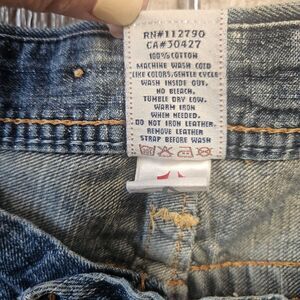 RN#112790
CA#30427
100% COTTON
MACHINE WASH COLD
LIKE COLORS, GENTLE CYCLE
WASH INSIDE OUT.
NO BLEACH.
TUMBLE DRY LOW.
WARM IRON
WHEN NEEDED.
DO NOT IRON LEATHER.
REMOVE LEATHER
STRAP BEFORE WASH